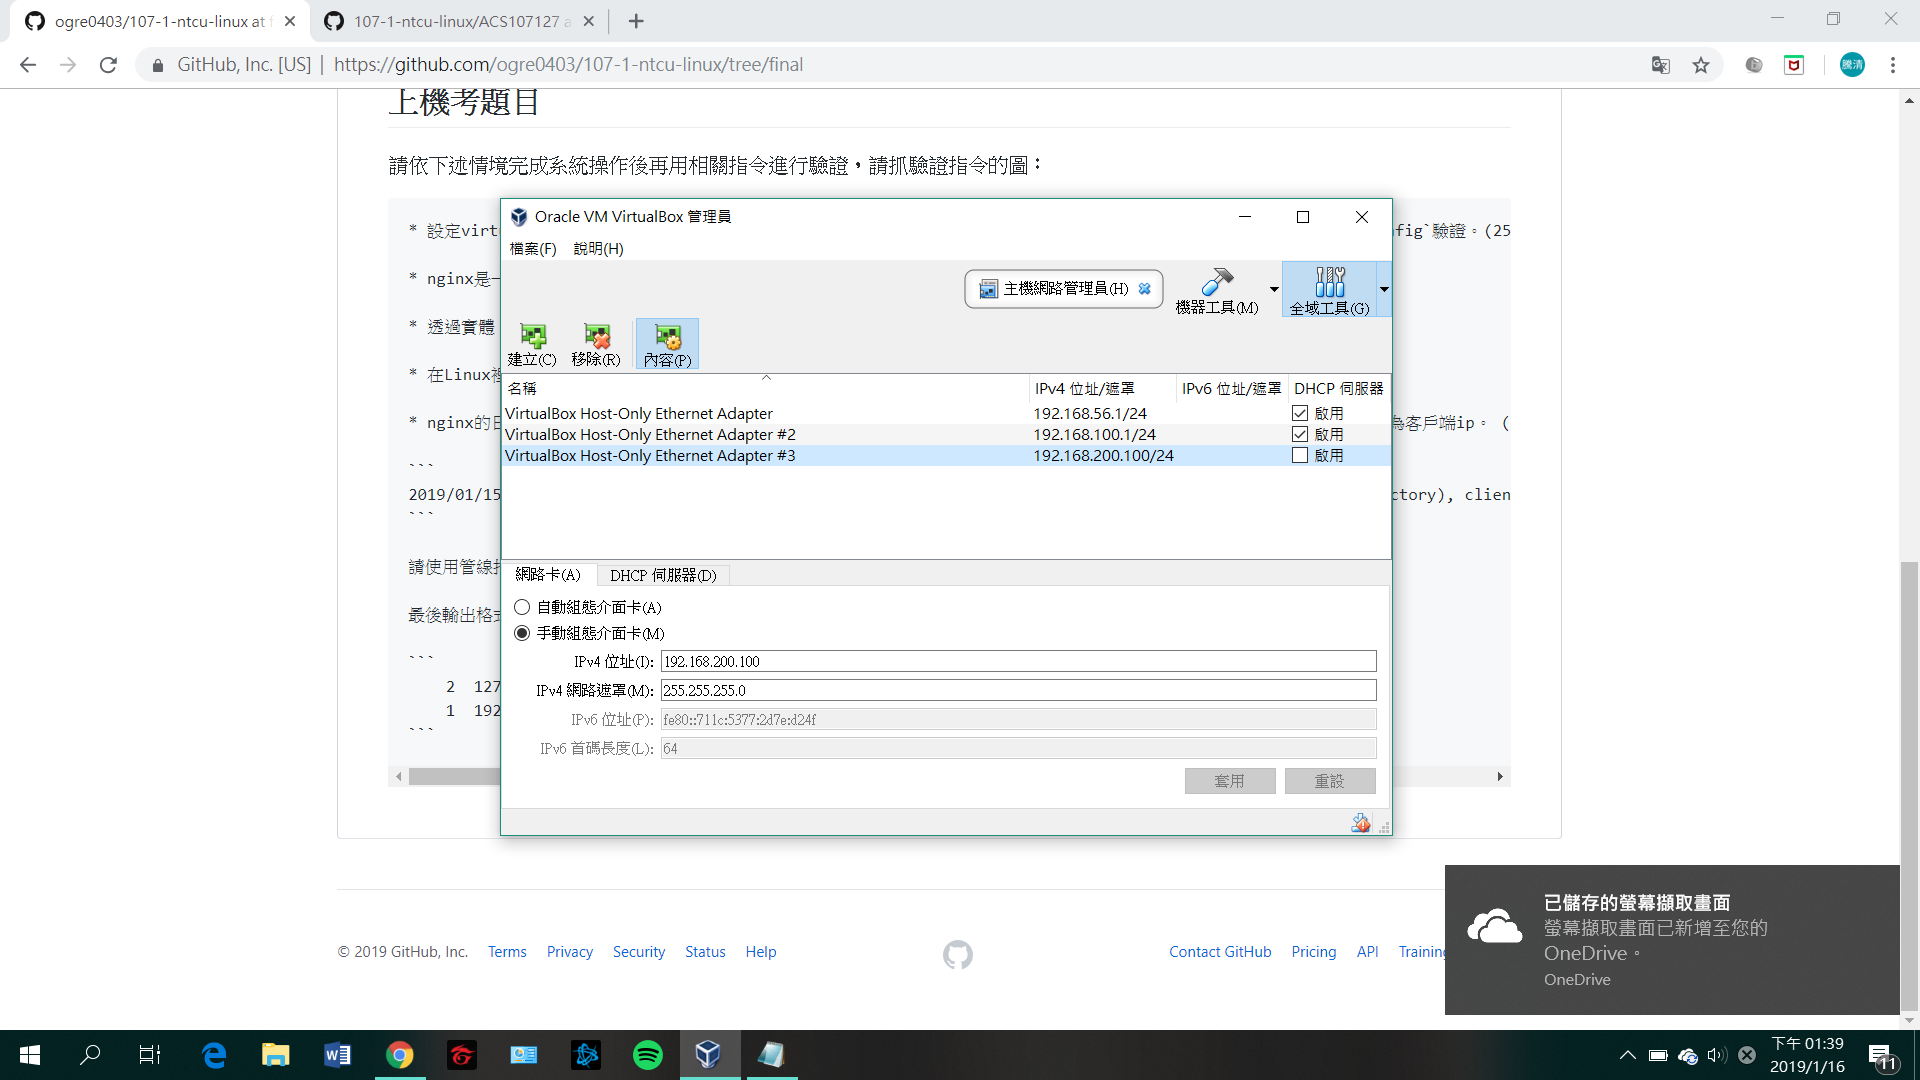 ogre0403/107-1-ntcu-linux at f
107-1-ntcu-linux/ACS107127 a
GitHub, Inc. [US] | https://github.com/ogre0403/107-1-ntcu-linux/tree/final
騰清
上機考題目
請依下述情境完成系統操作後再用相關指令進行驗證，請抓驗證指令的圖：
* 設定virt
nfig`驗證。(25
* nginx是一
* 透過實體
* 在Linux裡
* nginx的日
為客戶端ip。 (
```
2019/01/15
ctory), clien
```
請使用管線指
最後輸出格式
```
2 127
1 192
```
Oracle VM VirtualBox 管理員
檔案(F) 說明(H)
主機網路管理員(H)
機器工具(M)
全域工具(G)
建立(C) 移除(R) 內容(P)
名稱 IPv4 位址/遮罩 IPv6 位址/遮罩 DHCP 伺服器
VirtualBox Host-Only Ethernet Adapter 192.168.56.1/24 啟用
VirtualBox Host-Only Ethernet Adapter #2 192.168.100.1/24 啟用
VirtualBox Host-Only Ethernet Adapter #3 192.168.200.100/24 啟用
網路卡(A) DHCP 伺服器(D)
自動組態介面卡(A)
手動組態介面卡(M)
IPv4 位址(I): 192.168.200.100
IPv4 網路遮罩(M): 255.255.255.0
IPv6 位址(P): fe80::711c:5377:2d7e:d24f
IPv6 首碼長度(L): 64
套用 重設
© 2019 GitHub, Inc. Terms Privacy Security Status Help
Contact GitHub Pricing API Training
已儲存的螢幕擷取畫面
螢幕擷取畫面已新增至您的
OneDrive。
OneDrive
下午 01:39
2019/1/16
11